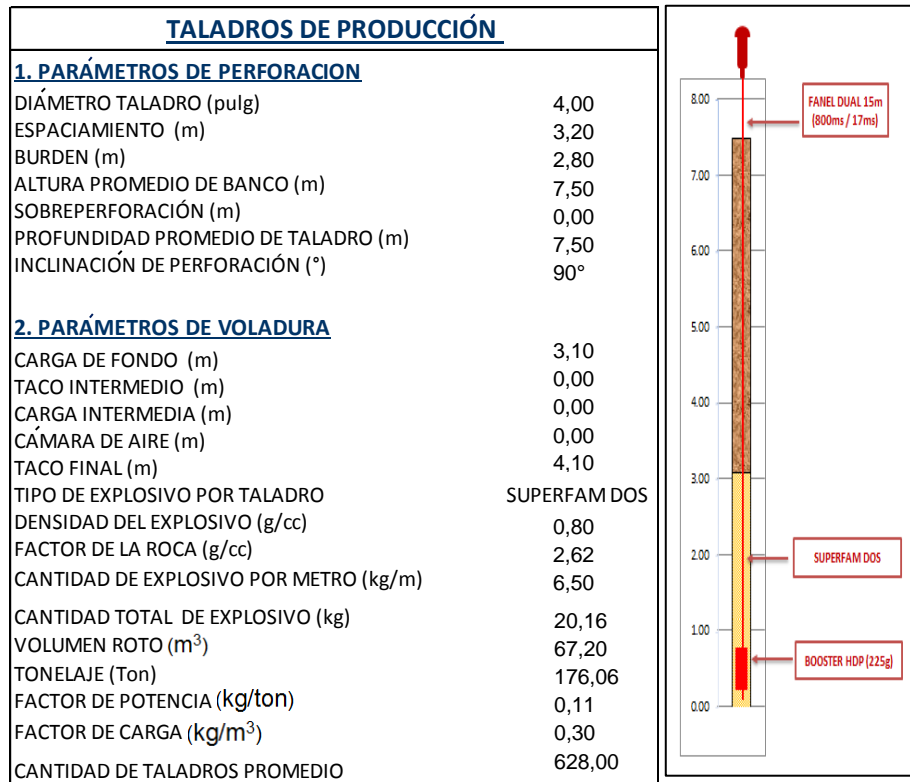 TALADROS DE PRODUCCIÓN
1. PARÁMETROS DE PERFORACION
DIÁMETRO TALADRO (pulg) 4,00
ESPACIAMIENTO (m) 3,20
BURDEN (m) 2,80
ALTURA PROMEDIO DE BANCO (m) 7,50
SOBREPERFORACIÓN (m) 0,00
PROFUNDIDAD PROMEDIO DE TALADRO (m) 7,50
INCLINACIÓN DE PERFORACIÓN (°) 90°
2. PARÁMETROS DE VOLADURA
CARGA DE FONDO (m) 3,10
TACO INTERMEDIO (m) 0,00
CARGA INTERMEDIA (m) 0,00
CÁMARA DE AIRE (m) 0,00
TACO FINAL (m) 4,10
TIPO DE EXPLOSIVO POR TALADRO SUPERFAM DOS
DENSIDAD DEL EXPLOSIVO (g/cc) 0,80
FACTOR DE LA ROCA (g/cc) 2,62
CANTIDAD DE EXPLOSIVO POR METRO (kg/m) 6,50
CANTIDAD TOTAL DE EXPLOSIVO (kg) 20,16
VOLUMEN ROTO (m³) 67,20
TONELAJE (Ton) 176,06
FACTOR DE POTENCIA (kg/ton) 0,11
FACTOR DE CARGA (kg/m³) 0,30
CANTIDAD DE TALADROS PROMEDIO 628,00
8.00
FANEL DUAL 15m
(800ms / 17ms)
7.00
6.00
5.00
4.00
3.00
2.00
SUPERFAM DOS
1.00
BOOSTER HDP (225g)
0.00